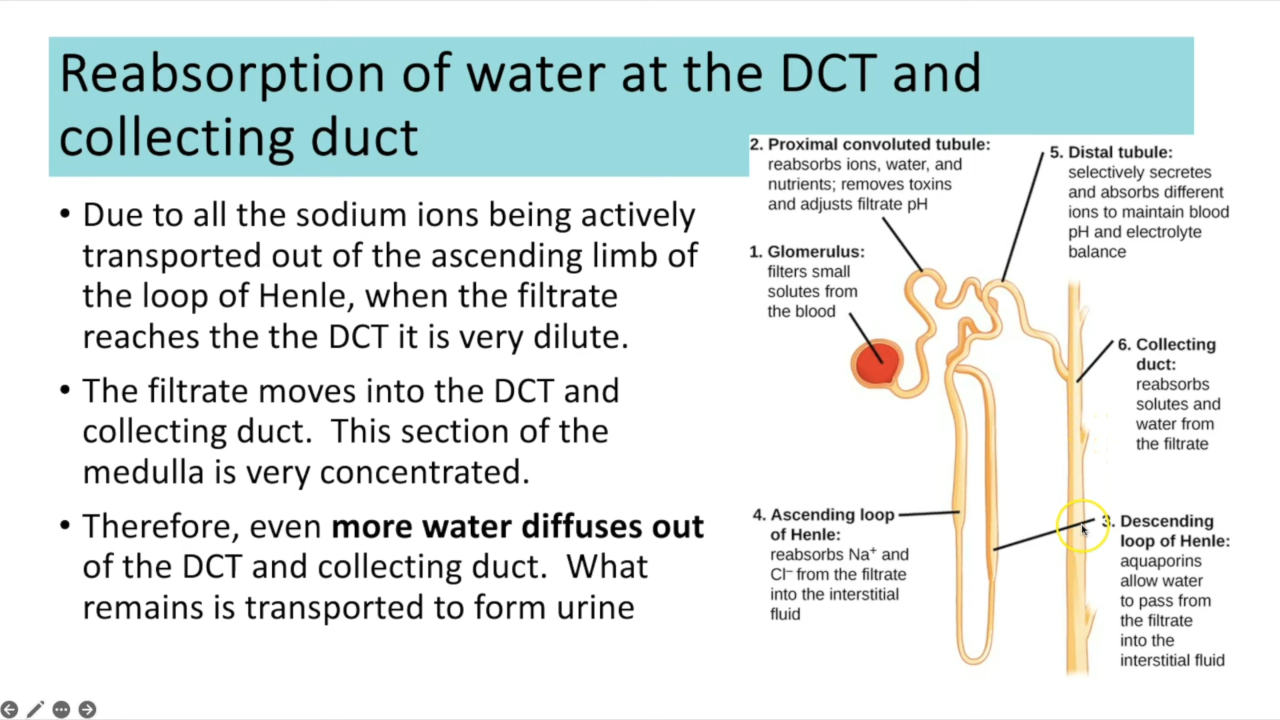 Reabsorption of water at the DCT and
collecting duct
• Due to all the sodium ions being actively
transported out of the ascending limb of
the loop of Henle, when the filtrate
reaches the the DCT it is very dilute.
• The filtrate moves into the DCT and
collecting duct.  This section of the
medulla is very concentrated.
• Therefore, even more water diffuses out
of the DCT and collecting duct.  What
remains is transported to form urine
2. Proximal convoluted tubule:
reabsorbs ions, water, and
nutrients; removes toxins
and adjusts filtrate pH
1. Glomerulus:
filters small
solutes from
the blood
5. Distal tubule:
selectively secretes
and absorbs different
ions to maintain blood
pH and electrolyte
balance
6. Collecting
duct:
reabsorbs
solutes and
water from
the filtrate
4. Ascending loop
of Henle:
reabsorbs Na⁺ and
Cl⁻ from the filtrate
into the interstitial
fluid
3. Descending
loop of Henle:
aquaporins
allow water
to pass from
the filtrate
into the
interstitial fluid